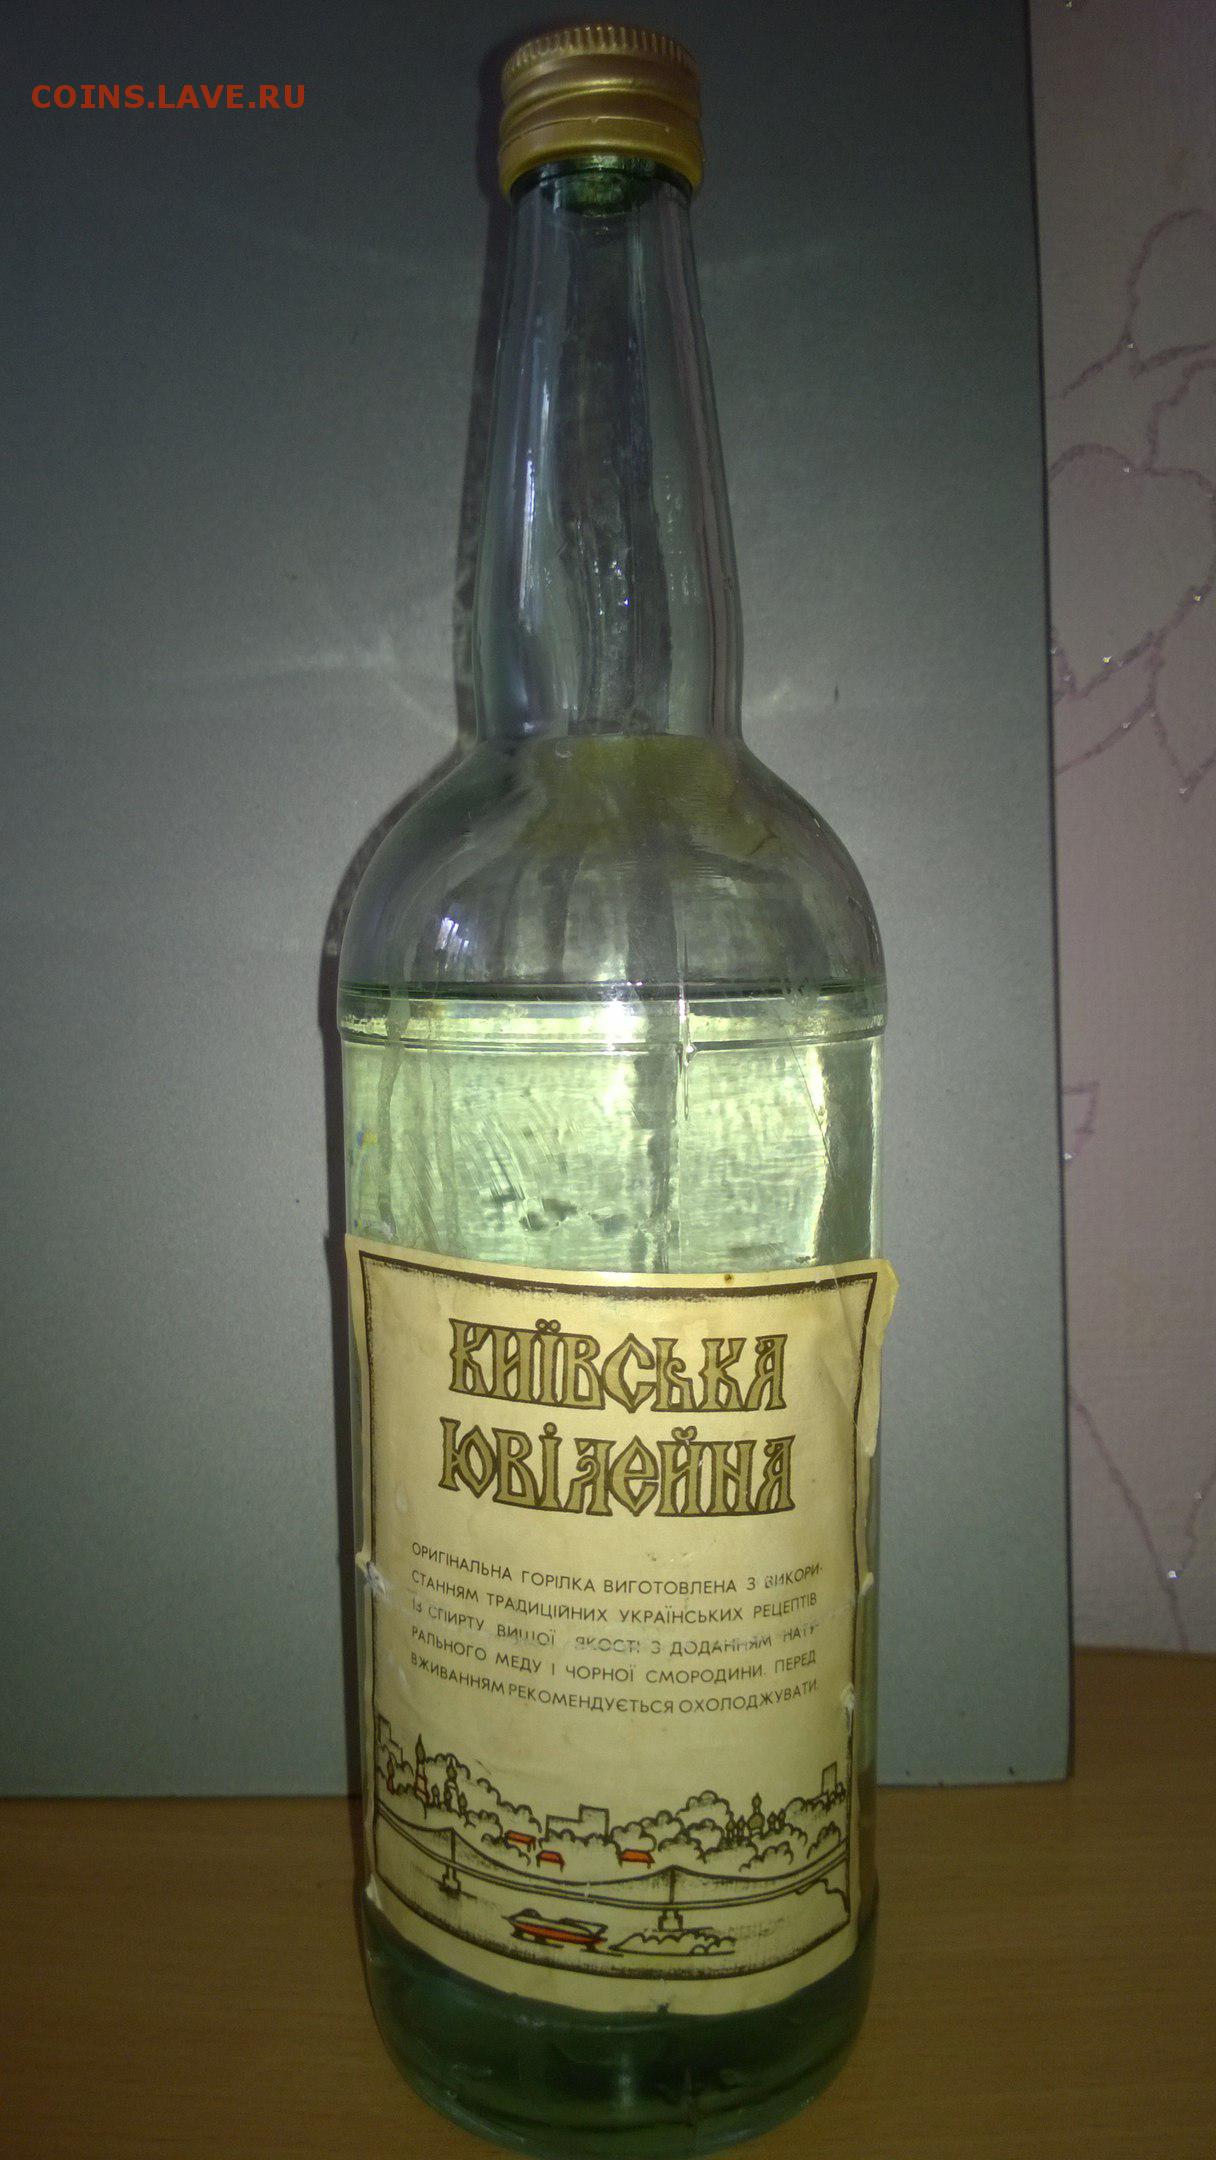 COINS.LAVE.RU
КИЇВСЬКА
ЮВІЛЕЙНА
ОРИГІНАЛЬНА ГОРІЛКА ВИГОТОВЛЕНА З ВИКОРИ-
СТАННЯМ ТРАДИЦІЙНИХ УКРАЇНСЬКИХ РЕЦЕПТІВ
ІЗ СПИРТУ ВИЩОЇ ЯКОСТІ З ДОДАННЯМ НАТУ-
РАЛЬНОГО МЕДУ І ЧОРНОЇ СМОРОДИНИ. ПЕРЕД
ВЖИВАННЯМ РЕКОМЕНДУЄТЬСЯ ОХОЛОДЖУВАТИ.